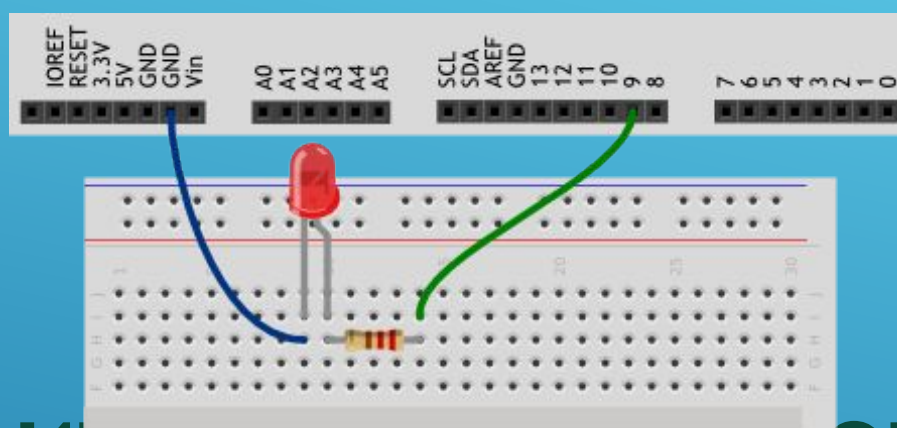 IOREF RESET 3.3V 5V GND GND Vin A0 A1 A2 A3 A4 A5 SCL SDA AREF GND 13 12 11 10 9 8 7 6 5 4 3 2 1 0
1 20 25 30
J J
I I
H H
G G
F F